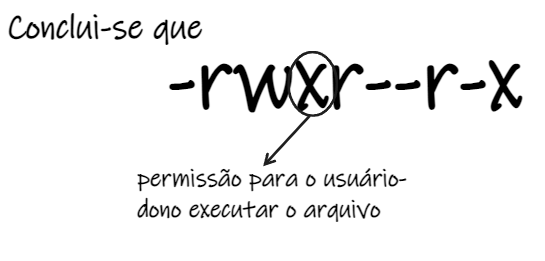 Conclui-se que
-rwxr--r-x
permissão para o usuário-
dono executar o arquivo